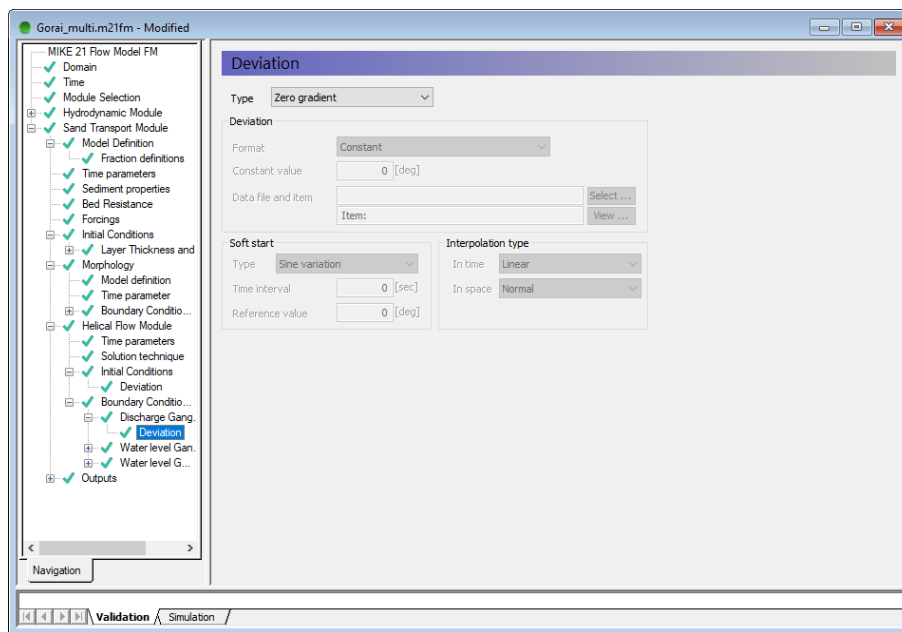 Gorai_multi.m21fm - Modified
MIKE 21 Flow Model FM
Domain
Time
Module Selection
Hydrodynamic Module
Sand Transport Module
Model Definition
Fraction definitions
Time parameters
Sediment properties
Bed Resistance
Forcings
Initial Conditions
Layer Thickness and
Morphology
Model definition
Time parameter
Boundary Conditio...
Helical Flow Module
Time parameters
Solution technique
Initial Conditions
Deviation
Boundary Conditio...
Discharge Gang.
Deviation
Water level Gan.
Water level G...
Outputs
Navigation
Deviation
Type Zero gradient
Deviation
Format Constant
Constant value 0 [deg]
Data file and item Select ...
Item: View ...
Soft start
Type Sine variation
Time interval 0 [sec]
Reference value 0 [deg]
Interpolation type
In time Linear
In space Normal
Validation Simulation